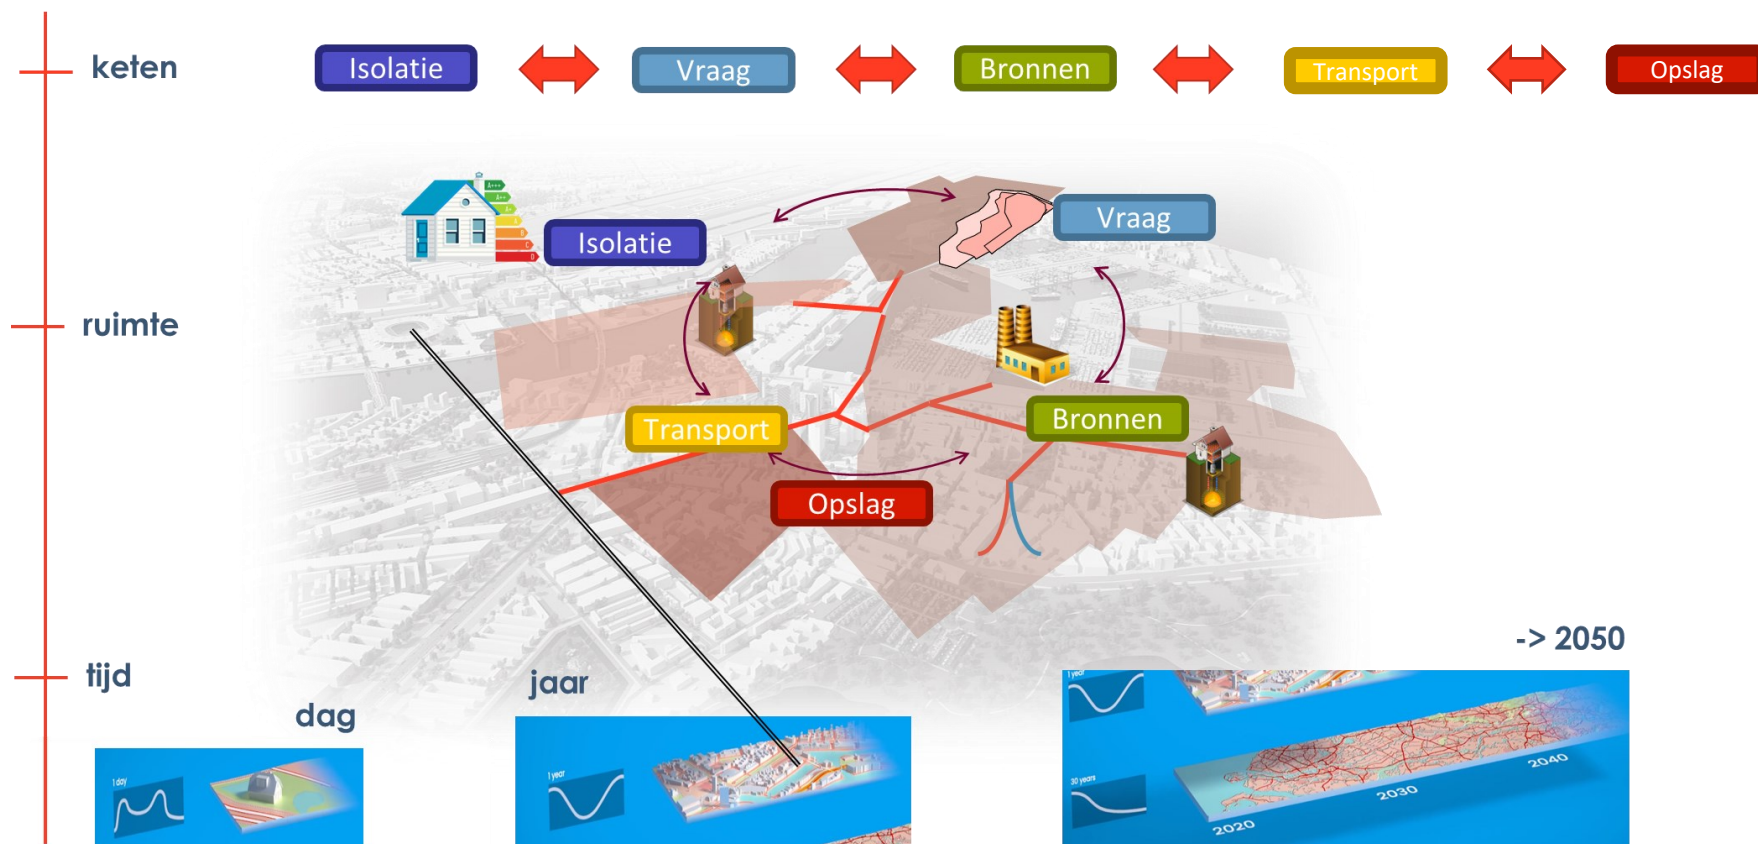 keten
Isolatie
Vraag
Bronnen
Transport
Opslag
A+++
A++
A+
A
B
C
D
Isolatie
Vraag
ruimte
Transport
Bronnen
Opslag
-> 2050
tijd
jaar
dag
1 day
1 year
1 year
30 years
2020
2030
2040